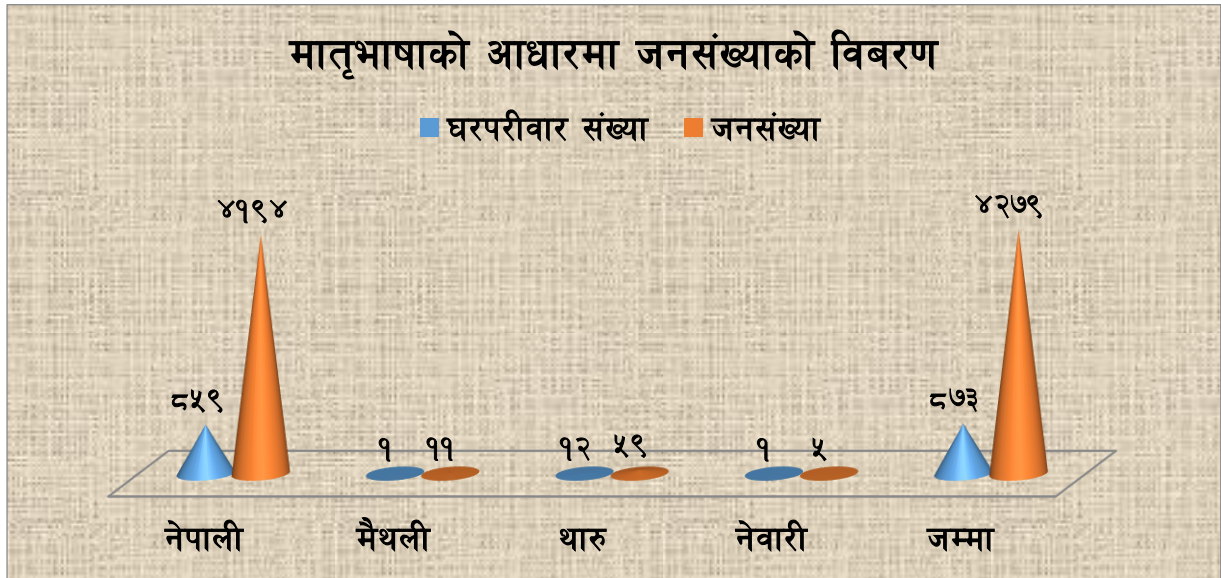 मातृभाषाको आधारमा जनसंख्याको विबरण
घरपरीवार संख्या जनसंख्या
८५९ ४१९४ १ ११ १२ ५९ १ ५ ८७३ ४२७९
नेपाली मैथली थारु नेवारी जम्मा